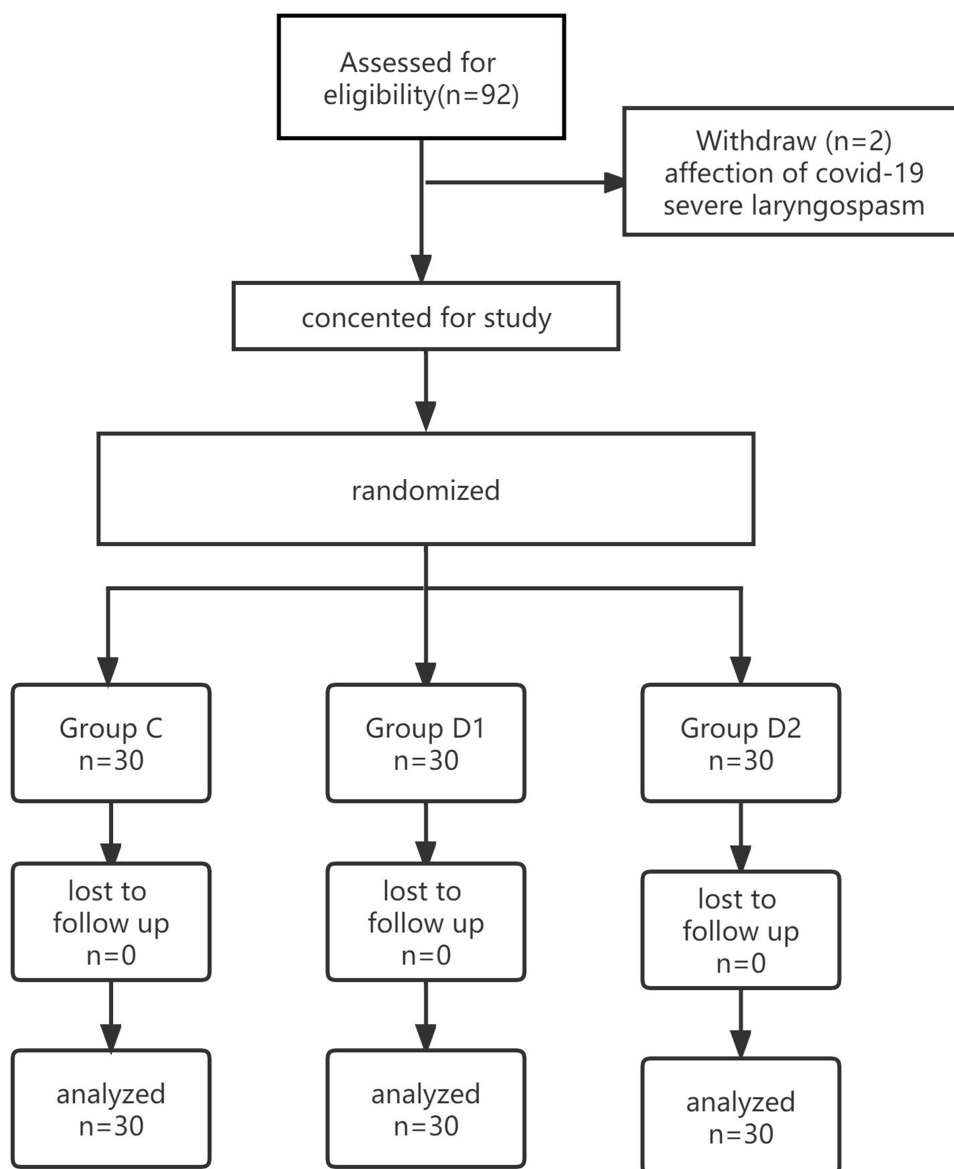 Assessed for
eligibility(n=92)
Withdraw (n=2)
affection of covid-19
severe laryngospasm
concented for study
randomized
Group C
n=30
Group D1
n=30
Group D2
n=30
lost to
follow up
n=0
lost to
follow up
n=0
lost to
follow up
n=0
analyzed
n=30
analyzed
n=30
analyzed
n=30